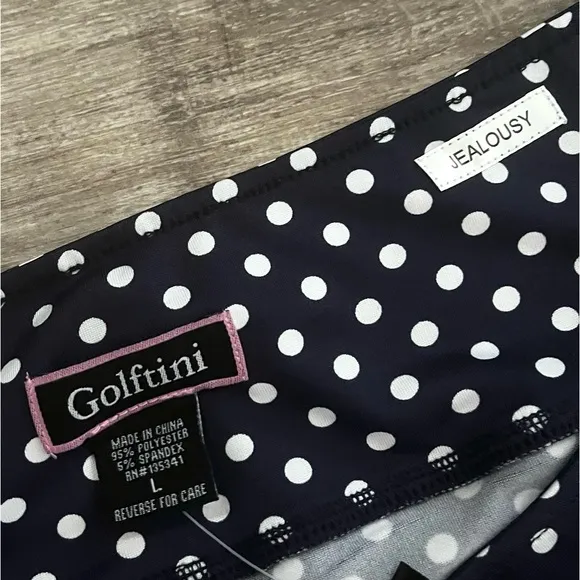 JEALOUSY
Golftini
MADE IN CHINA
95% POLYESTER
5% SPANDEX
RN#135341
L
REVERSE FOR CARE